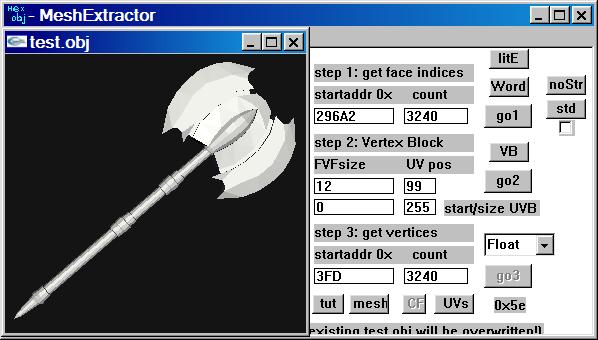 Hex
obj
- MeshExtractor
test.obj
litE
step 1: get face indices
Word
noStr
startaddr 0x count
std
296A2 3240
go1
step 2: Vertex Block
VB
FVFsize UV pos
12 99
go2
0 255 start/size UVB
step 3: get vertices
Float
startaddr 0x count
3FD 3240
go3
tut mesh CF UVs 0x5e
existing test.obj will be overwritten!)